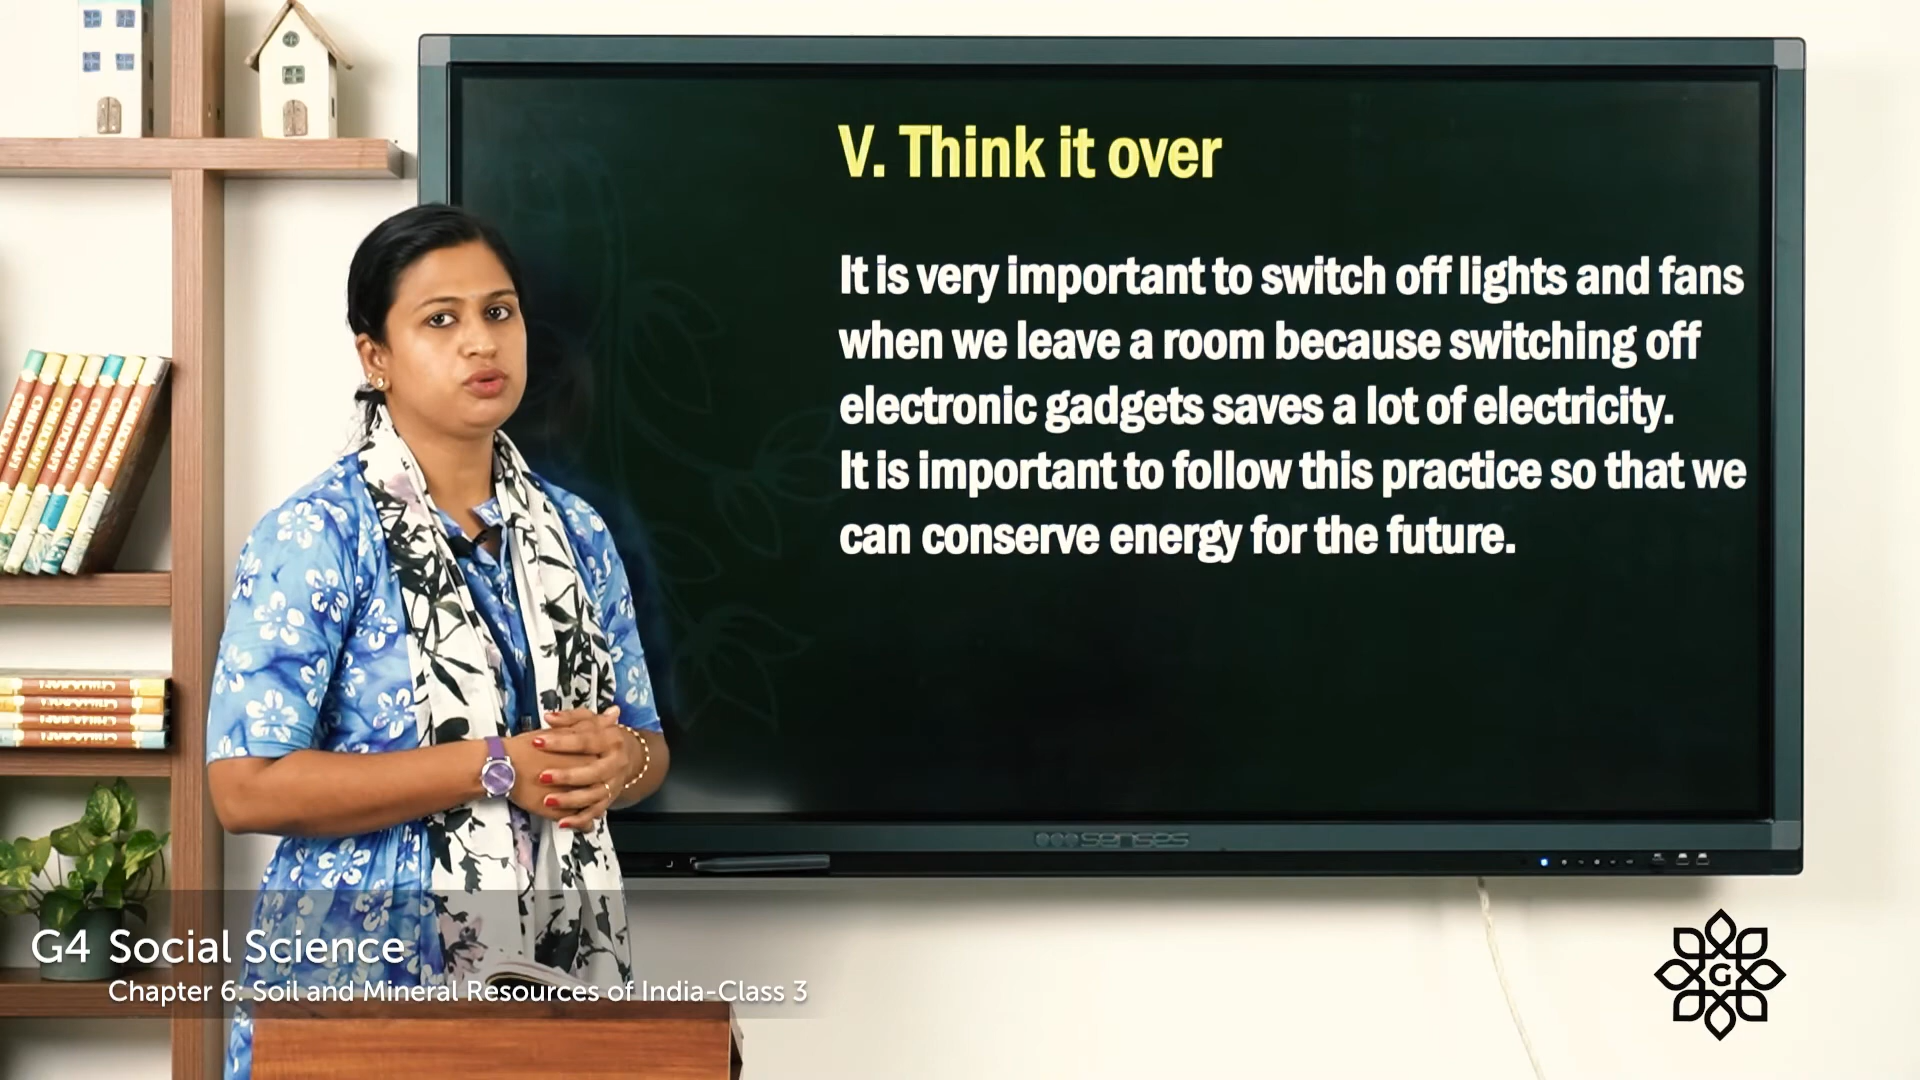 V. Think it over
It is very important to switch off lights and fans
when we leave a room because switching off
electronic gadgets saves a lot of electricity.
It is important to follow this practice so that we
can conserve energy for the future.
senses
G4 Social Science
Chapter 6: Soil and Mineral Resources of India-Class 3
G